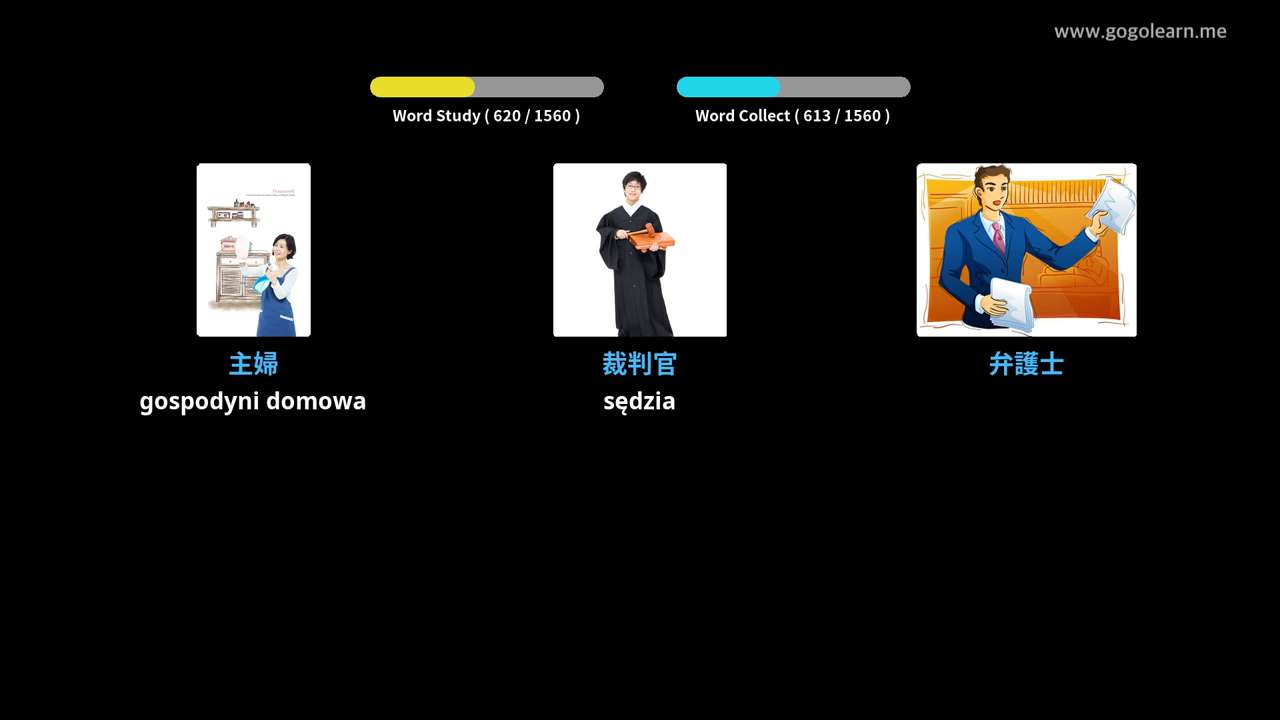 www.gogolearn.me
Word Study ( 620 / 1560 )
Word Collect ( 613 / 1560 )
主婦
裁判官
弁護士
gospodyni domowa
sędzia